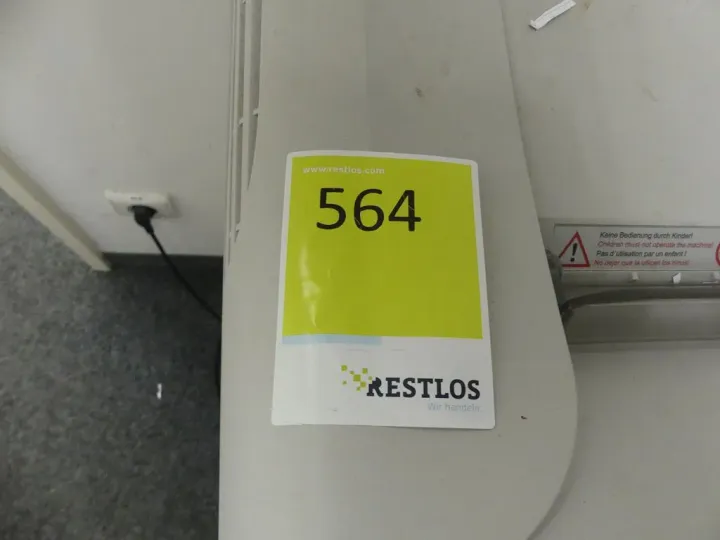 www.restlos.com
564
RESTLOS
Wir handeln
Keine Bedienung durch Kinder!
Children must not operate the machine!
Pas d´utilisation par un enfant !